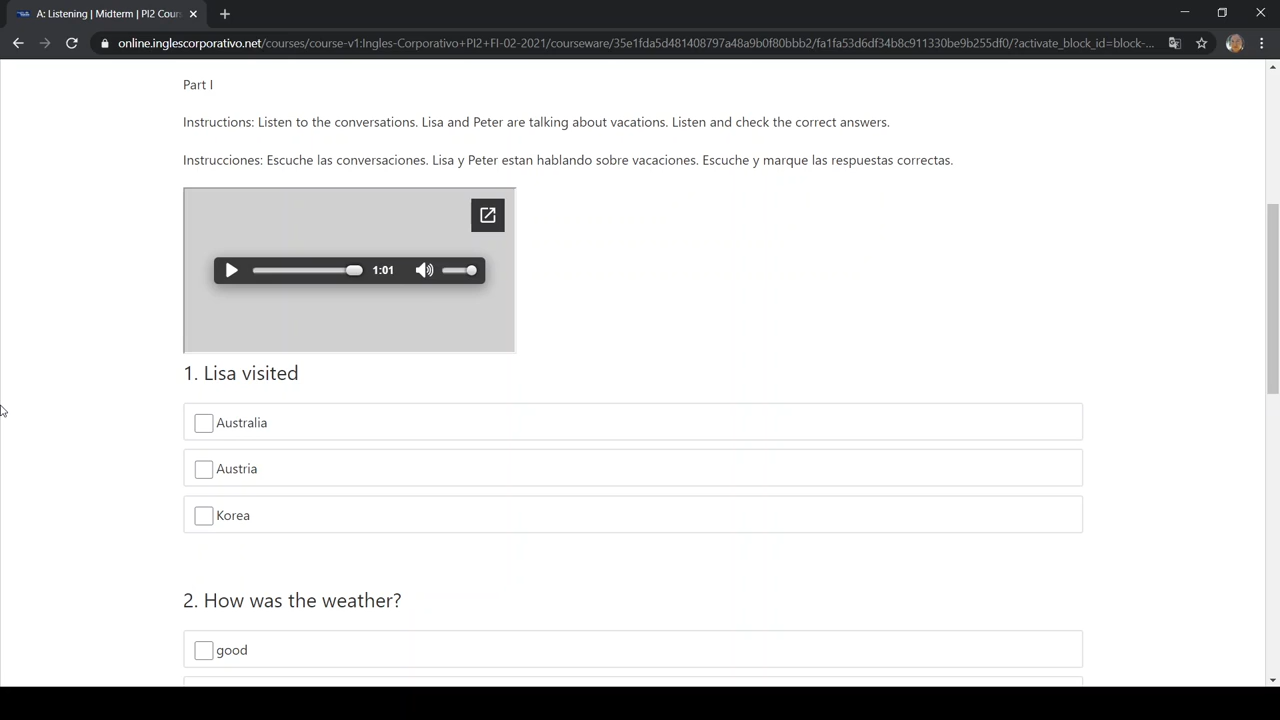 A: Listening | Midterm | PI2 Cour
online.inglescorporativo.net/courses/course-v1:Ingles-Corporativo+PI2+FI-02-2021/courseware/35e1fda5d481408797a48a9b0f80bbb2/fa1fa53d6df34b8c911330be9b255df0/?activate_block_id=block-...
Part I
Instructions: Listen to the conversations. Lisa and Peter are talking about vacations. Listen and check the correct answers.
Instrucciones: Escuche las conversaciones. Lisa y Peter estan hablando sobre vacaciones. Escuche y marque las respuestas correctas.
1:01
1. Lisa visited
Australia
Austria
Korea
2. How was the weather?
good